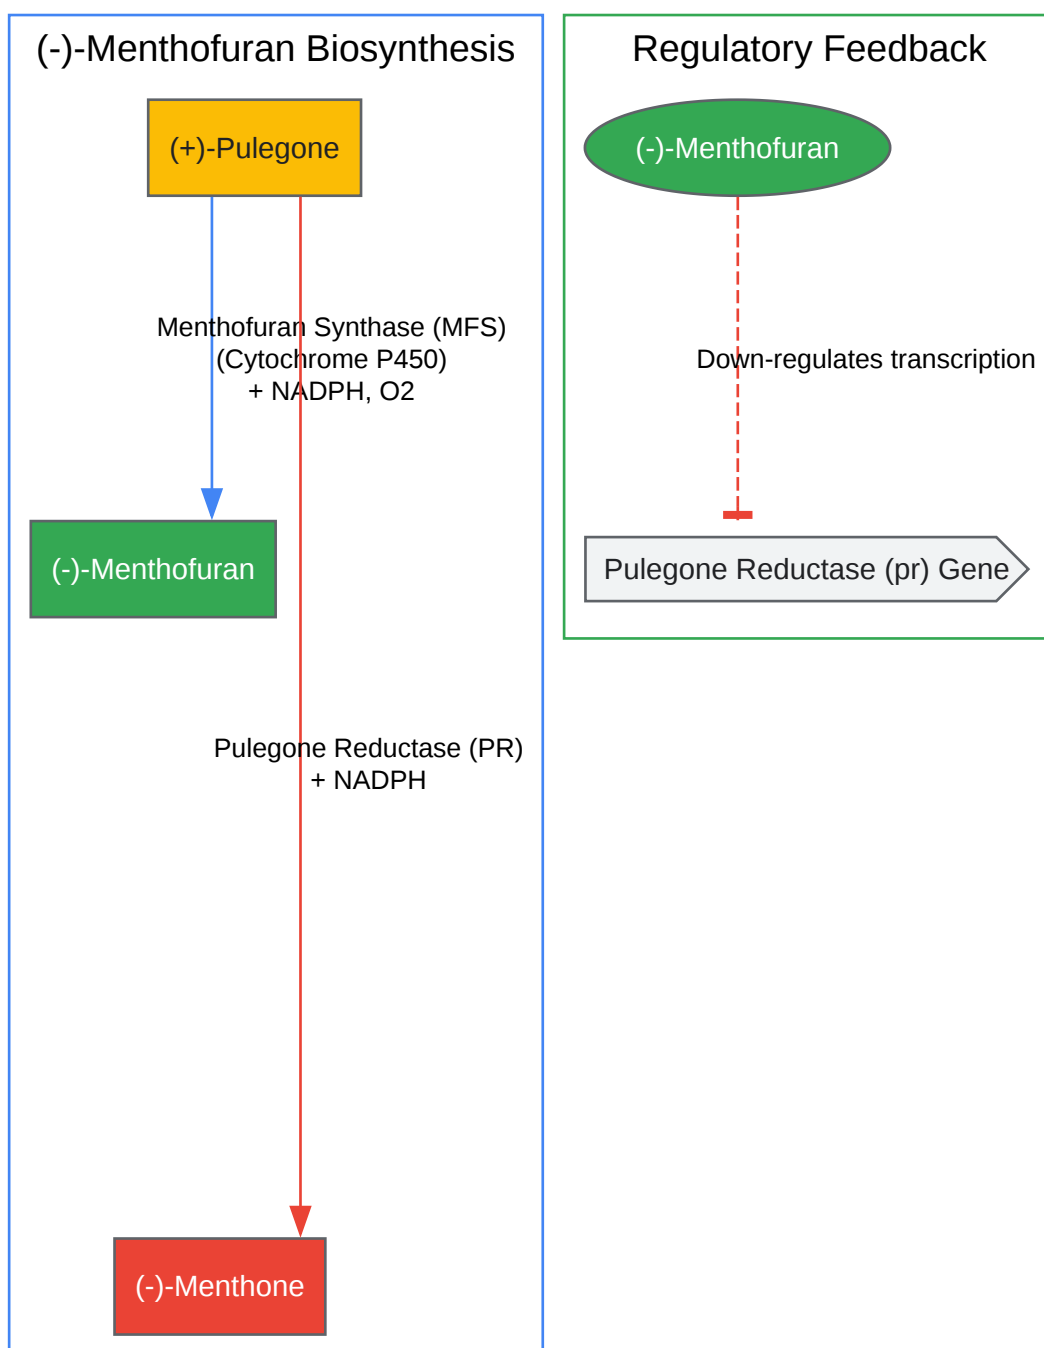 (-)-Menthofuran Biosynthesis
(+)-Pulegone
Menthofuran Synthase (MFS)
(Cytochrome P450)
+ NADPH, O2
(-)-Menthofuran
Pulegone Reductase (PR)
+ NADPH
(-)-Menthone
Regulatory Feedback
(-)-Menthofuran
Down-regulates transcription
Pulegone Reductase (pr) Gene